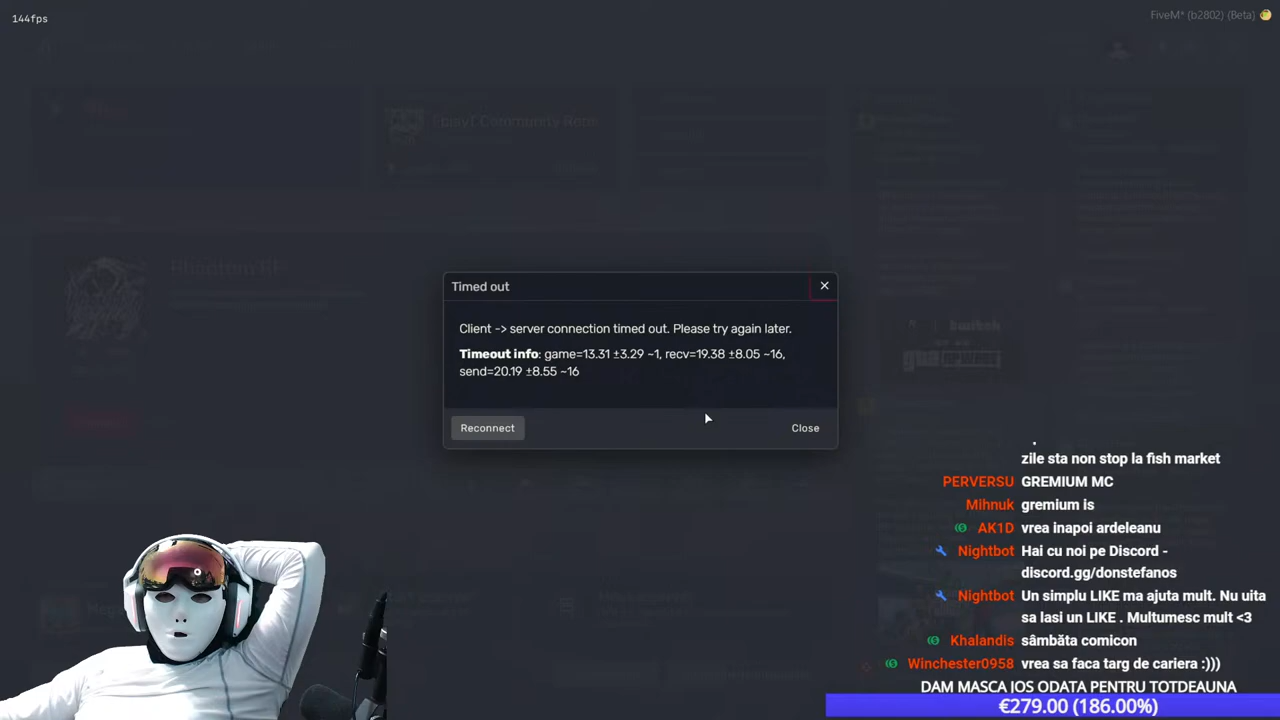 144fps
FiveM* (b2802) (Beta)
Timed out
Client -> server connection timed out. Please try again later.
Timeout info: game=13.31 ±3.29 ~1, recv=19.38 ±8.05 ~16,
send=20.19 ±8.55 ~16
Reconnect
Close
zile sta non stop la fish market
PERVERSU GREMIUM MC
Mihnuk gremium is
AK1D vrea inapoi ardeleanu
Nightbot Hai cu noi pe Discord -
discord.gg/donstefanos
Nightbot Un simplu LIKE ma ajuta mult. Nu uita
sa lasi un LIKE . Multumesc mult <3
Khalandis sâmbăta comicon
Winchester0958 vrea sa faca targ de cariera :)))
DAM MASCA JOS ODATA PENTRU TOTDEAUNA
€279.00 (186.00%)